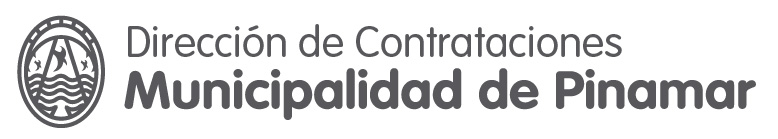 Dirección de Contrataciones
Municipalidad de Pinamar